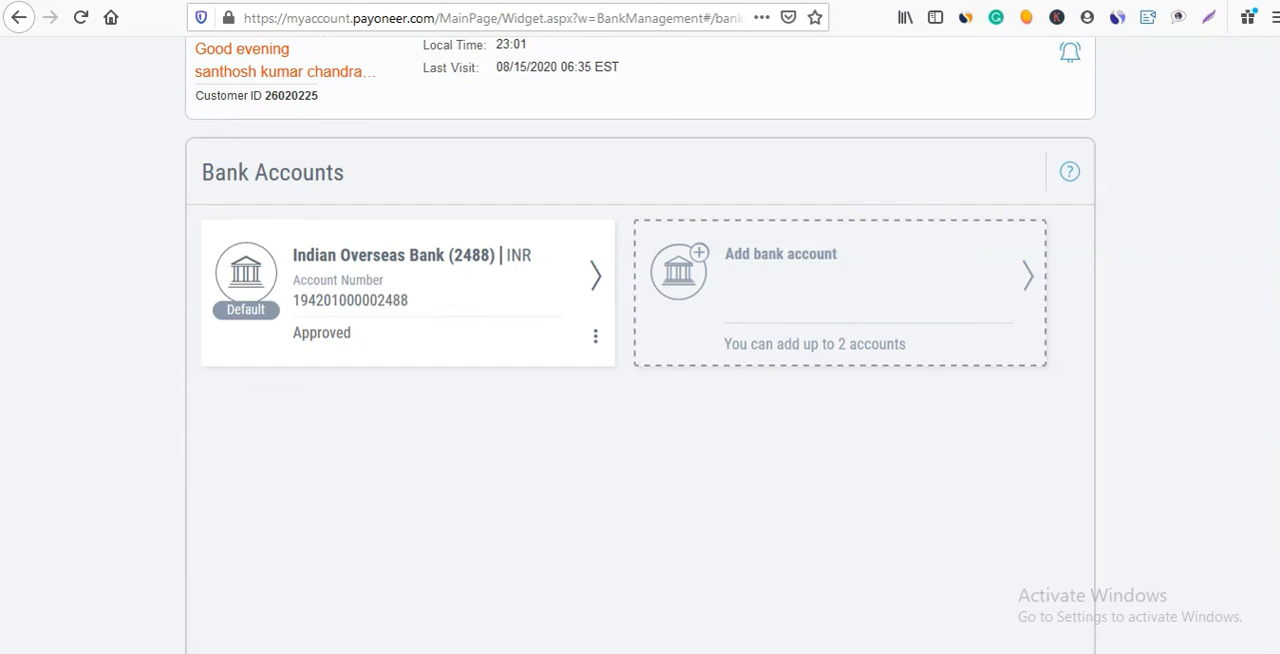 https://myaccount.payoneer.com/MainPage/Widget.aspx?w=BankManagement#/bank
Good evening
santhosh kumar chandra...
Customer ID 26020225
Local Time: 23:01
Last Visit: 08/15/2020 06:35 EST
Bank Accounts
?
Indian Overseas Bank (2488) | INR
Account Number
194201000002488
Default
Approved
Add bank account
You can add up to 2 accounts
Activate Windows
Go to Settings to activate Windows.